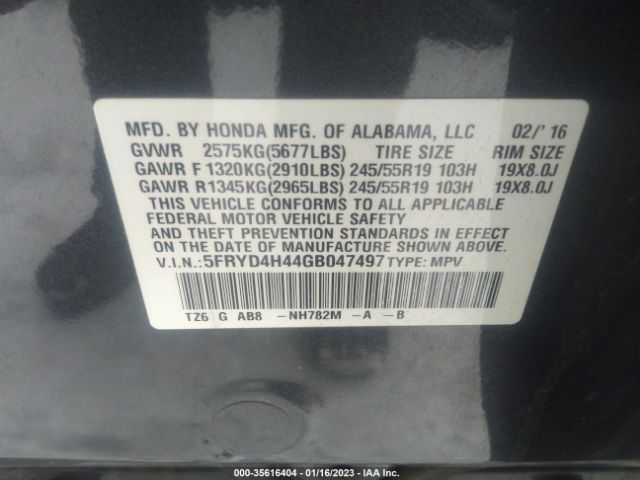 MFD. BY HONDA MFG. OF ALABAMA, LLC 02/'16
GVWR 2575KG(5677LBS) TIRE SIZE RIM SIZE
GAWR F 1320KG(2910LBS) 245/55R19 103H 19X8.0J
GAWR R1345KG(2965LBS) 245/55R19 103H 19X8.0J
THIS VEHICLE CONFORMS TO ALL APPLICABLE
FEDERAL MOTOR VEHICLE SAFETY
AND THEFT PREVENTION STANDARDS IN EFFECT
ON THE DATE OF MANUFACTURE SHOWN ABOVE.
V.I.N.:5FRYD4H44GB047497 TYPE: MPV
TZ6 G AB8 -NH782M -A -B
000-35616404 - 01/16/2023 - IAAI.COM